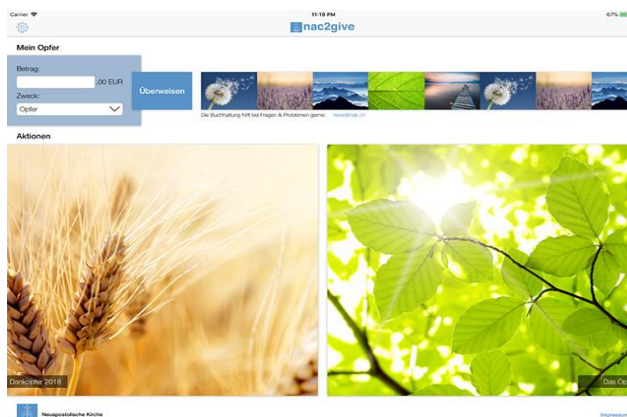 Carrier 11:19 PM 67%
nac2give
Mein Opfer
Betrag:
,00 EUR
Zweck:
Opfer
Überweisen
Die Buchhaltung hilft bei Fragen & Problemen gerne:
Aktionen
Dankopfer 2018
Das Op
Neuapostolische Kirche
Impressum